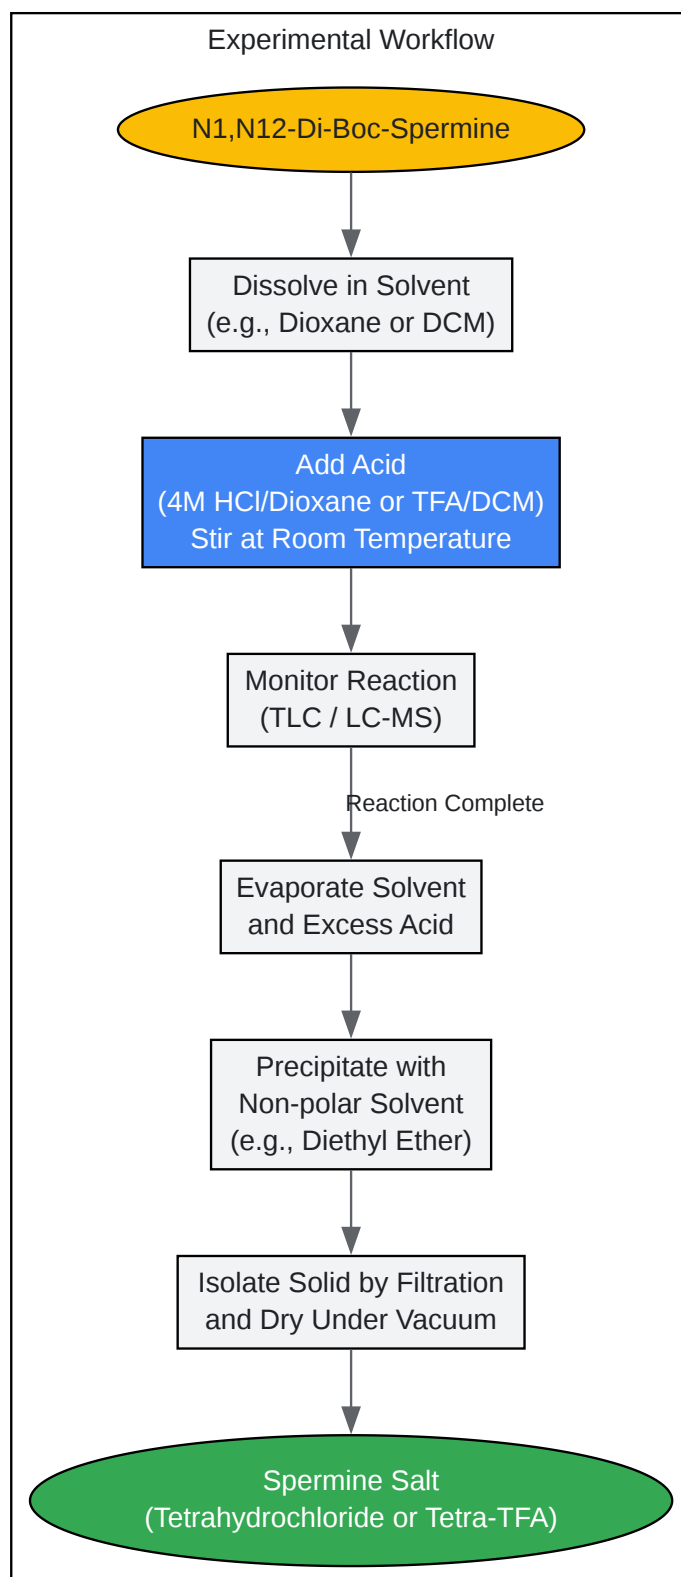 Experimental Workflow
N1,N12-Di-Boc-Spermine
Dissolve in Solvent
(e.g., Dioxane or DCM)
Add Acid
(4M HCl/Dioxane or TFA/DCM)
Stir at Room Temperature
Monitor Reaction
(TLC / LC-MS)
Reaction Complete
Evaporate Solvent
and Excess Acid
Precipitate with
Non-polar Solvent
(e.g., Diethyl Ether)
Isolate Solid by Filtration
and Dry Under Vacuum
Spermine Salt
(Tetrahydrochloride or Tetra-TFA)